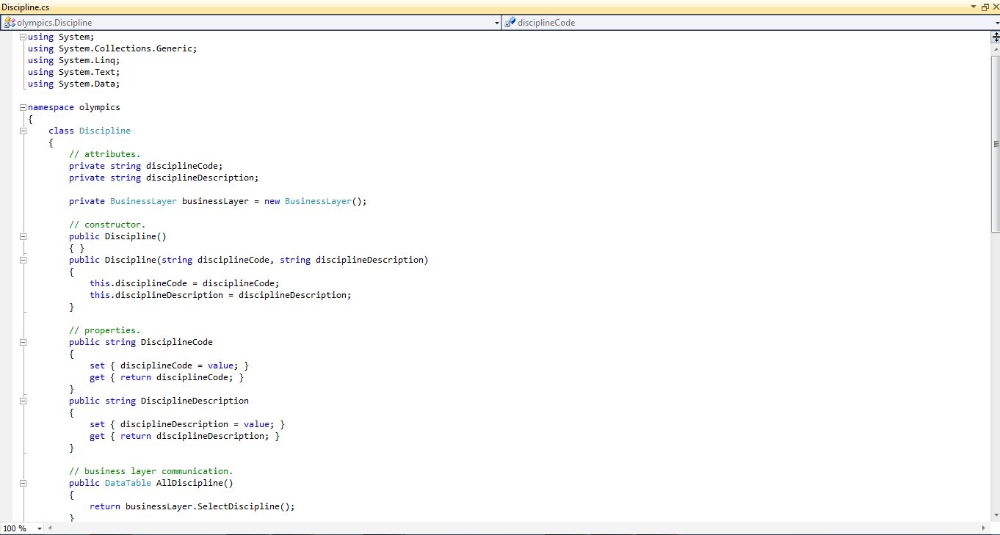 Discipline.cs
olympics.Discipline disciplineCode
using System;
using System.Collections.Generic;
using System.Linq;
using System.Text;
using System.Data;
namespace olympics
{
class Discipline
{
// attributes.
private string disciplineCode;
private string disciplineDescription;
private BusinessLayer businessLayer = new BusinessLayer();
// constructor.
public Discipline()
{ }
public Discipline(string disciplineCode, string disciplineDescription)
{
this.disciplineCode = disciplineCode;
this.disciplineDescription = disciplineDescription;
}
// properties.
public string DisciplineCode
{
set { disciplineCode = value; }
get { return disciplineCode; }
}
public string DisciplineDescription
{
set { disciplineDescription = value; }
get { return disciplineDescription; }
}
// business layer communication.
public DataTable AllDiscipline()
{
return businessLayer.SelectDiscipline();
}
100 %